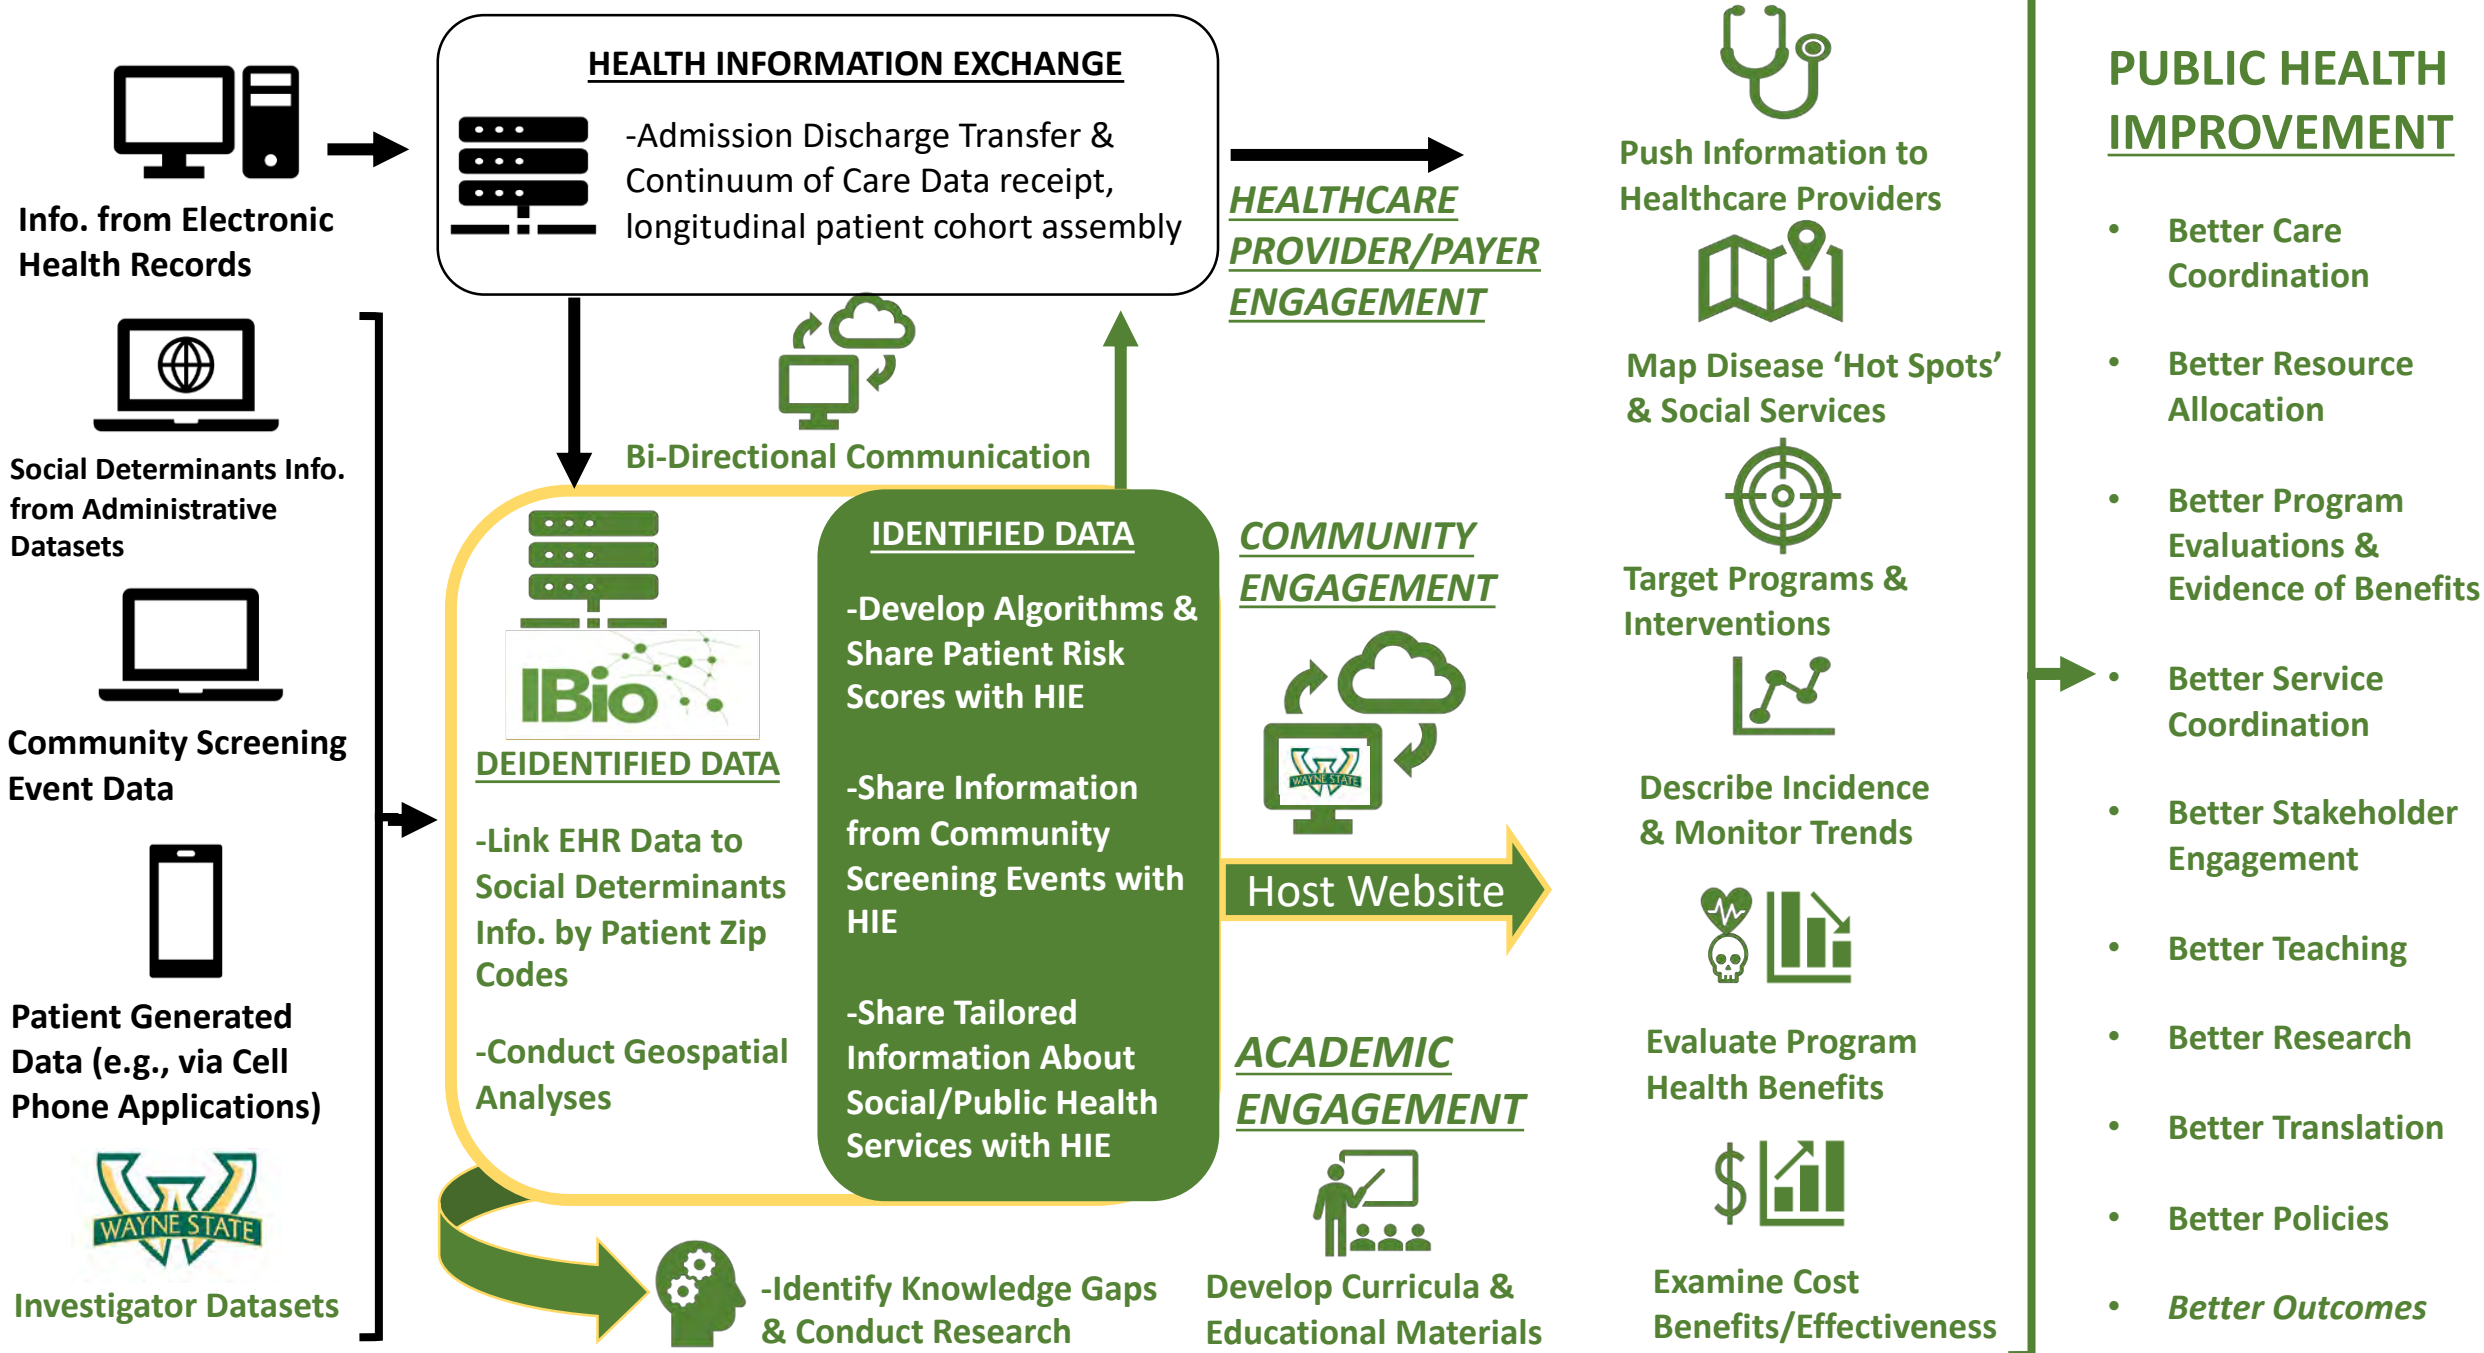 Info. from Electronic
Health Records
Social Determinants Info.
from Administrative
Datasets
Community Screening
Event Data
Patient Generated
Data (e.g., via Cell
Phone Applications)
WAYNE STATE
Investigator Datasets
HEALTH INFORMATION EXCHANGE
-Admission Discharge Transfer &
Continuum of Care Data receipt,
longitudinal patient cohort assembly
Bi-Directional Communication
IBio
DEIDENTIFIED DATA
-Link EHR Data to
Social Determinants
Info. by Patient Zip
Codes
-Conduct Geospatial
Analyses
IDENTIFIED DATA
-Develop Algorithms &
Share Patient Risk
Scores with HIE
-Share Information
from Community
Screening Events with
HIE
-Share Tailored
Information About
Social/Public Health
Services with HIE
-Identify Knowledge Gaps
& Conduct Research
HEALTHCARE
PROVIDER/PAYER
ENGAGEMENT
COMMUNITY
ENGAGEMENT
WAYNE STATE
Host Website
ACADEMIC
ENGAGEMENT
Develop Curricula &
Educational Materials
Push Information to
Healthcare Providers
Map Disease ‘Hot Spots’
& Social Services
Target Programs &
Interventions
Describe Incidence
& Monitor Trends
Evaluate Program
Health Benefits
$
Examine Cost
Benefits/Effectiveness
PUBLIC HEALTH
IMPROVEMENT
• Better Care
Coordination
• Better Resource
Allocation
• Better Program
Evaluations &
Evidence of Benefits
• Better Service
Coordination
• Better Stakeholder
Engagement
• Better Teaching
• Better Research
• Better Translation
• Better Policies
• Better Outcomes